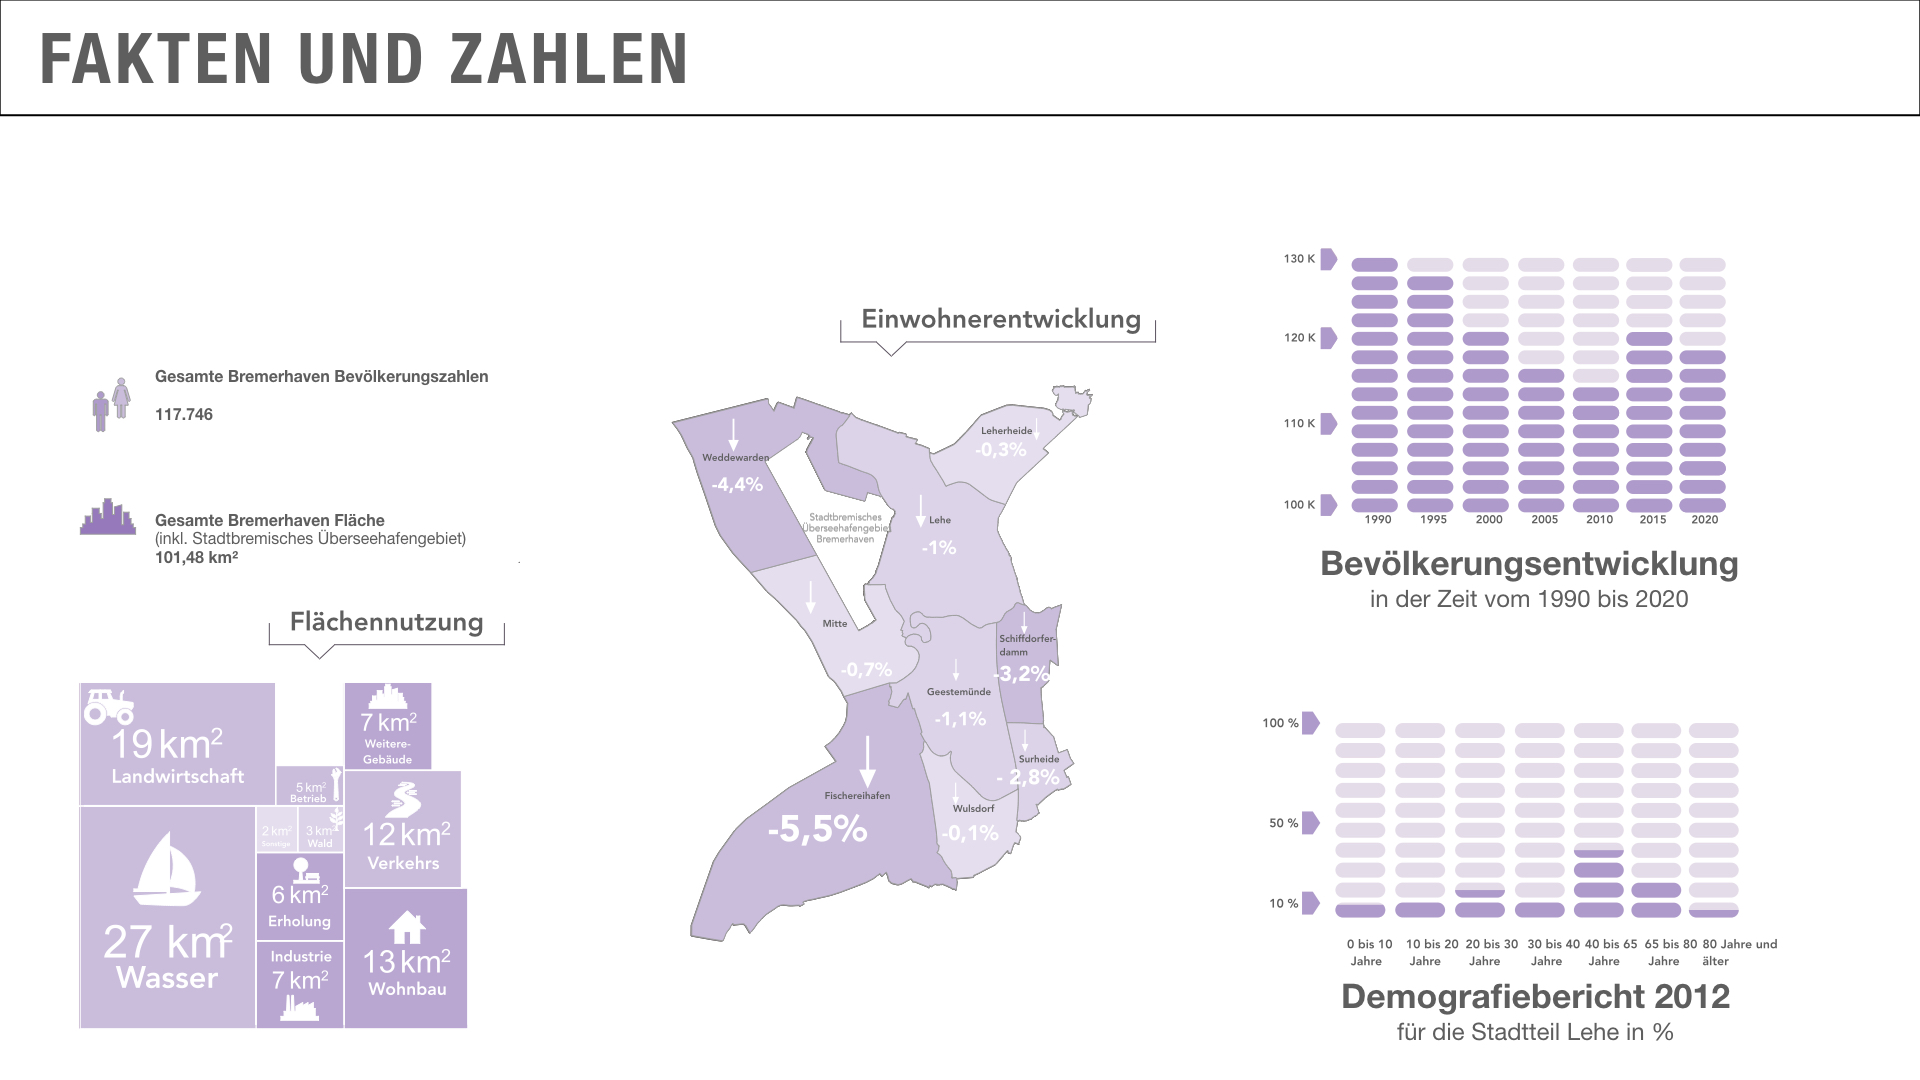 FAKTEN UND ZAHLEN
Gesamte Bremerhaven Bevölkerungszahlen
117.746
Gesamte Bremerhaven Fläche
(inkl. Stadtbremisches Überseehafengebiet)
101,48 km²
Flächennutzung
19 km²
Landwirtschaft
7 km²
Weitere-
Gebäude
5 km²
Betrieb
2 km²
Sonstige
3 km²
Wald
12 km²
Verkehrs
27 km²
Wasser
6 km²
Erholung
Industrie
7 km²
13 km²
Wohnbau
Einwohnerentwicklung
Leherheide
-0,3%
Weddewarden
-4,4%
Stadtbremisches
Überseehafengebiet
Bremerhaven
Lehe
-1%
Mitte
-0,7%
Schiffdorfer-
damm
-3,2%
Geestemünde
-1,1%
Surheide
- 2,8%
Fischereihafen
-5,5%
Wulsdorf
-0,1%
130 K
120 K
110 K
100 K
1990 1995 2000 2005 2010 2015 2020
Bevölkerungsentwicklung
in der Zeit vom 1990 bis 2020
100 %
50 %
10 %
0 bis 10 10 bis 20 20 bis 30 30 bis 40 40 bis 65 65 bis 80 80 Jahre und
Jahre Jahre Jahre Jahre Jahre Jahre älter
Demografiebericht 2012
für die Stadtteil Lehe in %